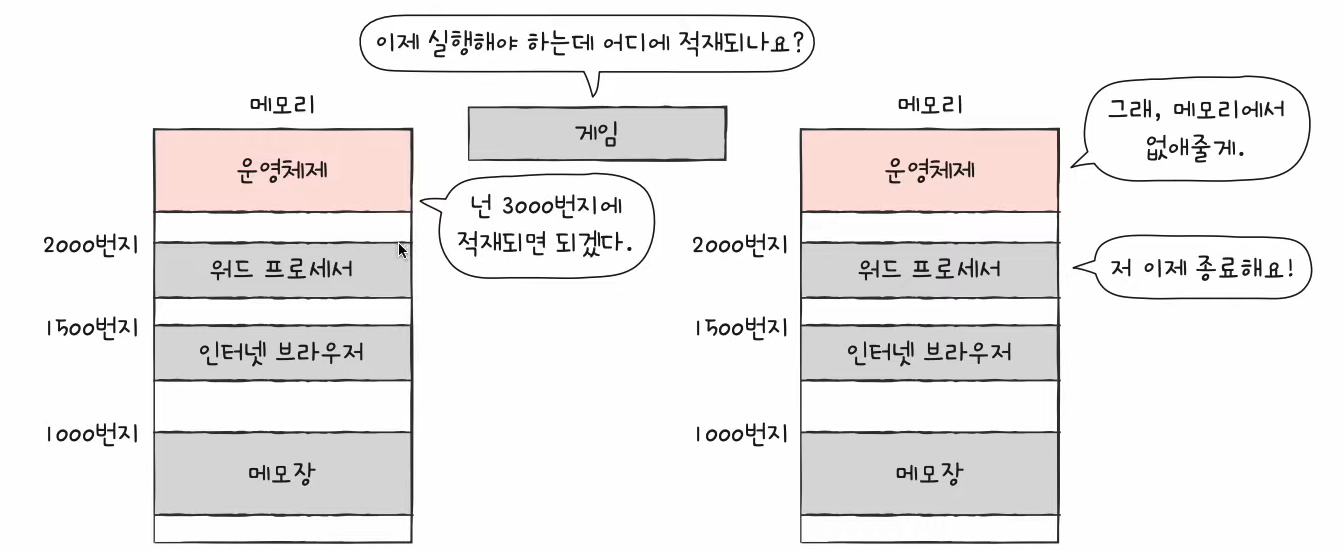 이제 실행해야 하는데 어디에 적재되나요?
메모리
게임
운영체제
넌 3000번지에
적재되면 되겠다.
2000번지
워드 프로세서
1500번지
인터넷 브라우저
1000번지
메모장
메모리
그래, 메모리에서
없애줄게.
운영체제
2000번지
워드 프로세서
저 이제 종료해요!
1500번지
인터넷 브라우저
1000번지
메모장